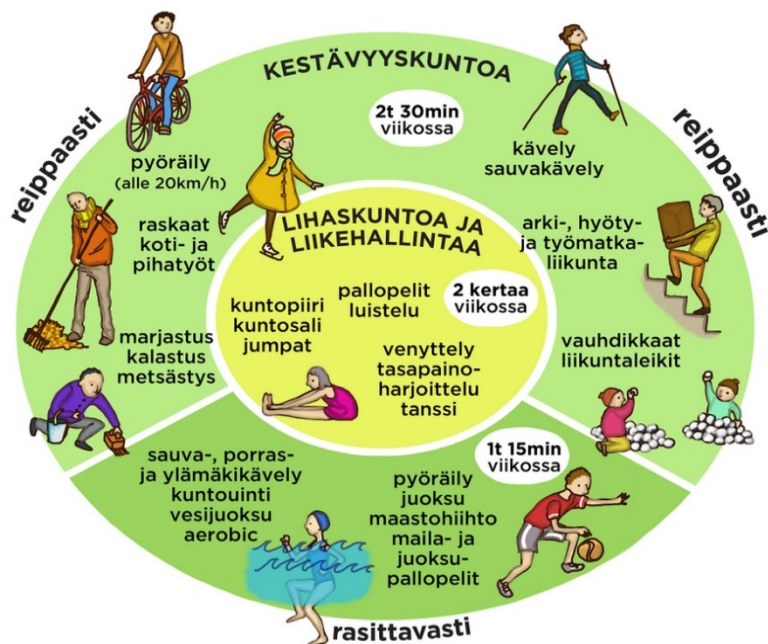 KESTÄVYYSKUNTOA
2t 30min
viikossa
reippaasti
reippaasti
pyöräily
(alle 20km/h)
kävely
sauvakävely
raskaat
koti- ja
pihatyöt
arki-, hyöty-
ja työmatka-
liikunta
marjastus
kalastus
metsästys
vauhdikkaat
liikuntaleikit
LIHASKUNTOA JA
LIIKEHALLINTAA
2 kertaa
viikossa
kuntopiiri
kuntosali
jumpat
pallopelit
luistelu
venyttely
tasapaino-
harjoittelu
tanssi
1t 15min
viikossa
sauva-, porras-
ja ylämäkikävely
kuntouinti
vesijuoksu
aerobic
pyöräily
juoksu
maastohiihto
maila- ja
juoksu-
pallopelit
rasittavasti